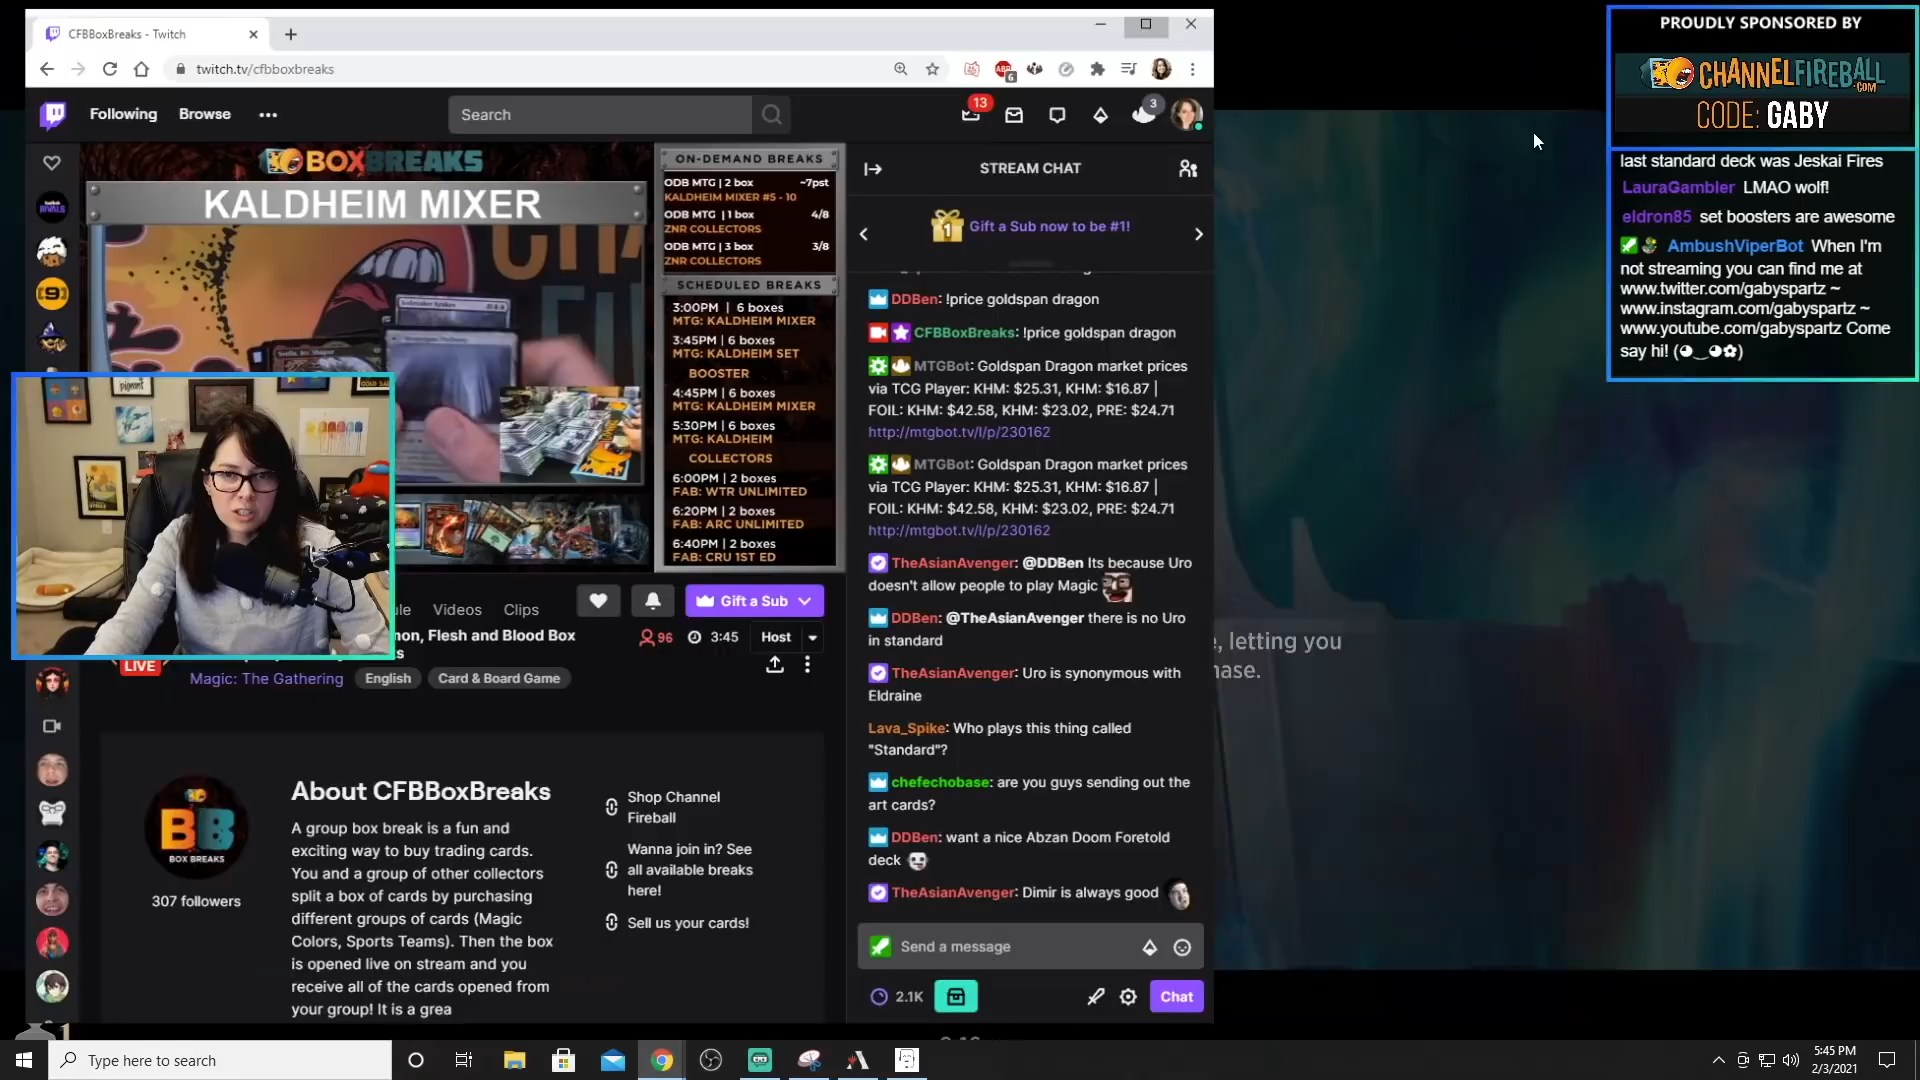 CFBBoxBreaks - Twitch
twitch.tv/cfbboxbreaks
6
Following
Browse
Search
13
3
BOXBREAKS
KALDHEIM MIXER
ON-DEMAND BREAKS
ODB MTG | 2 box ~7pst
KALDHEIM MIXER #5 - 10
ODB MTG | 1 box 4/8
ZNR COLLECTORS
ODB MTG | 3 box 3/8
ZNR COLLECTORS
SCHEDULED BREAKS
3:00PM | 6 boxes
MTG: KALDHEIM MIXER
3:45PM | 6 boxes
MTG: KALDHEIM SET
BOOSTER
4:45PM | 6 boxes
MTG: KALDHEIM MIXER
5:30PM | 6 boxes
MTG: KALDHEIM
COLLECTORS
6:00PM | 2 boxes
FAB: WTR UNLIMITED
6:20PM | 2 boxes
FAB: ARC UNLIMITED
6:40PM | 2 boxes
FAB: CRU 1ST ED
Videos
Clips
Gift a Sub
non, Flesh and Blood Box
96
3:45
Host
LIVE
Magic: The Gathering
English
Card & Board Game
BB
BOX BREAKS
307 followers
About CFBBoxBreaks
A group box break is a fun and
exciting way to buy trading cards.
You and a group of other collectors
split a box of cards by purchasing
different groups of cards (Magic
Colors, Sports Teams). Then the box
is opened live on stream and you
receive all of the cards opened from
your group! It is a grea
Shop Channel
Fireball
Wanna join in? See
all available breaks
here!
Sell us your cards!
STREAM CHAT
1
Gift a Sub now to be #1!
DDBen: !price goldspan dragon
CFBBoxBreaks: !price goldspan dragon
MTGBot: Goldspan Dragon market prices
via TCG Player: KHM: $25.31, KHM: $16.87 |
FOIL: KHM: $42.58, KHM: $23.02, PRE: $24.71
http://mtgbot.tv/l/p/230162
MTGBot: Goldspan Dragon market prices
via TCG Player: KHM: $25.31, KHM: $16.87 |
FOIL: KHM: $42.58, KHM: $23.02, PRE: $24.71
http://mtgbot.tv/l/p/230162
TheAsianAvenger: @DDBen Its because Uro
doesn't allow people to play Magic
DDBen: @TheAsianAvenger there is no Uro
in standard
TheAsianAvenger: Uro is synonymous with
Eldraine
Lava_Spike: Who plays this thing called
"Standard"?
chefechobase: are you guys sending out the
art cards?
DDBen: want a nice Abzan Doom Foretold
deck
TheAsianAvenger: Dimir is always good
Send a message
2.1K
Chat
PROUDLY SPONSORED BY
CHANNELFIREBALL.COM
CODE: GABY
last standard deck was Jeskai Fires
LauraGambler LMAO wolf!
eldron85 set boosters are awesome
AmbushViperBot When I'm
not streaming you can find me at
www.twitter.com/gabyspartz ~
www.instagram.com/gabyspartz ~
www.youtube.com/gabyspartz Come
say hi! (◕‿◕✿)
, letting you
hase.
Type here to search
5:45 PM
2/3/2021